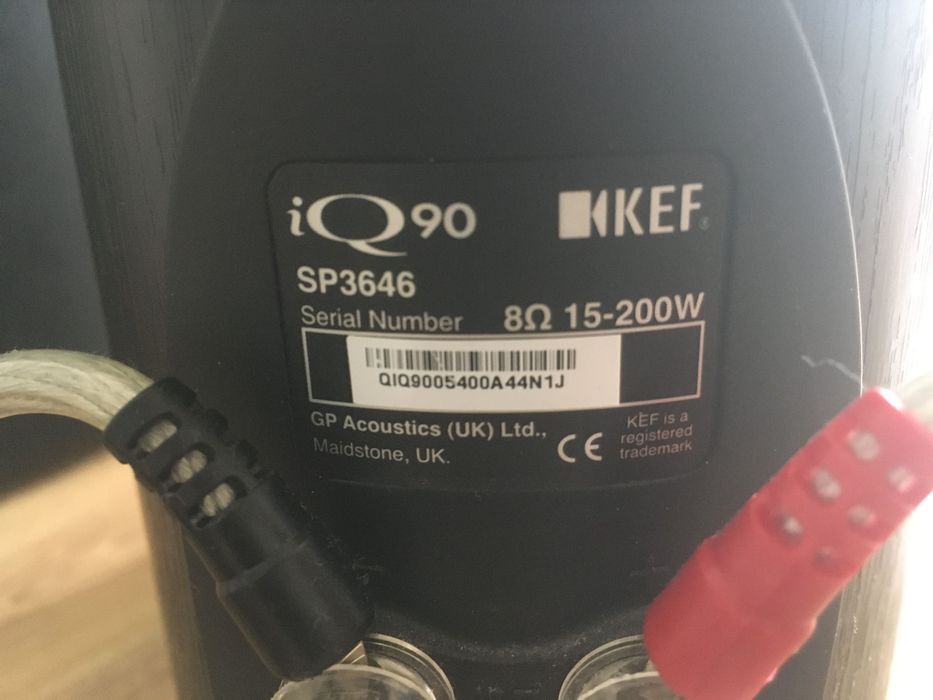 iQ90
KEF®
SP3646
Serial Number
8Ω 15-200W
QIQ9005400A44N1J
GP Acoustics (UK) Ltd.,
Maidstone, UK.
CE
KEF is a
registered
trademark